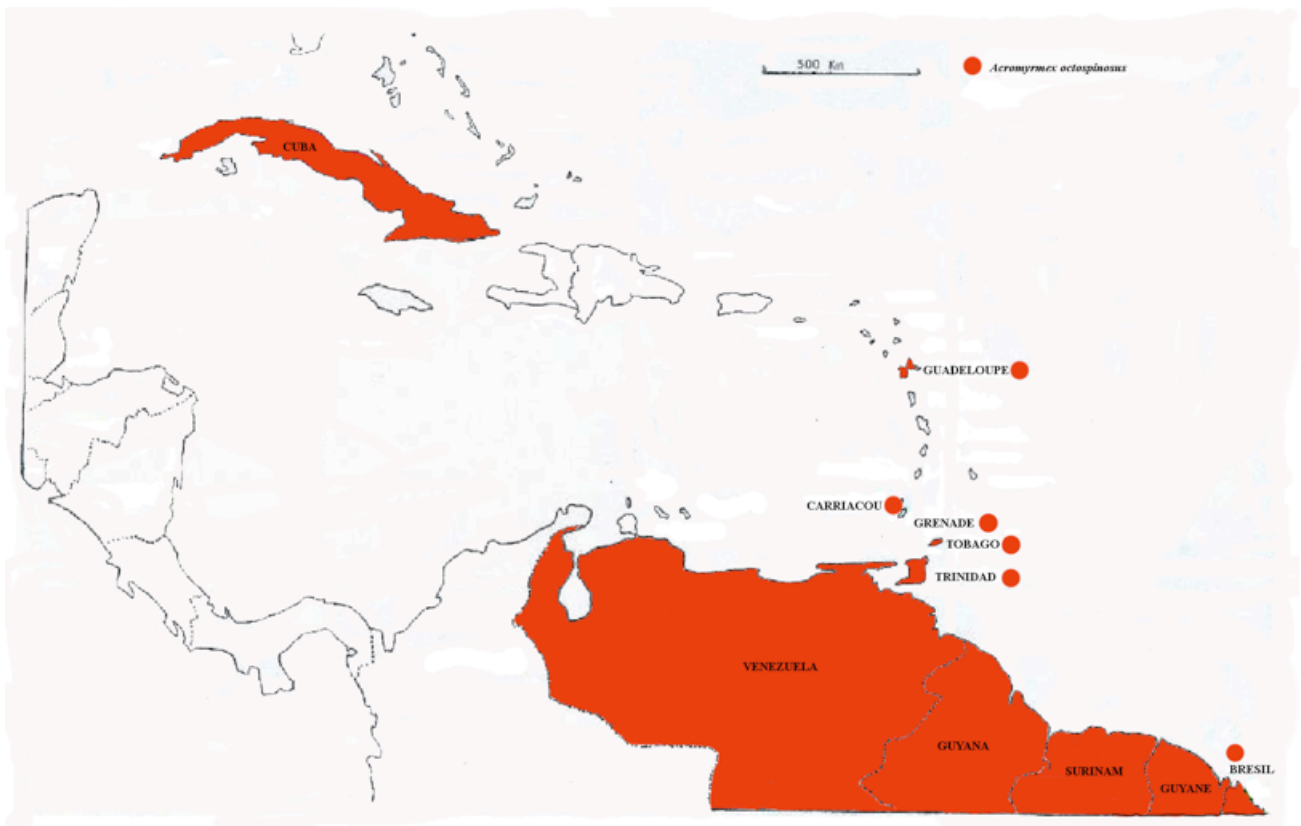 500 Km
Acromyrmex octospinosus
CUBA
GUADELOUPE
CARRIACOU
GRENADE
TOBAGO
TRINIDAD
VENEZUELA
GUYANA
SURINAM
GUYANE
BRESIL